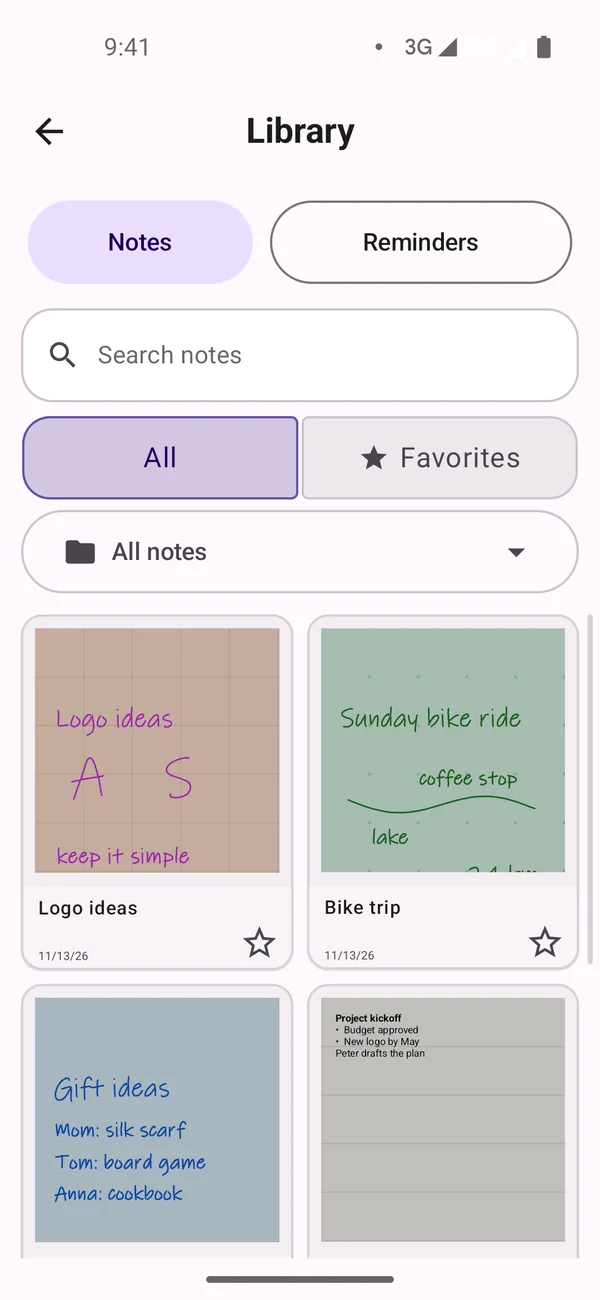 9:41
3G
Library
Notes
Reminders
Search notes
All
Favorites
All notes
Logo ideas
A S
keep it simple
Logo ideas
11/13/26
Sunday bike ride
coffee stop
lake
Bike trip
11/13/26
Gift ideas
Mom: silk scarf
Tom: board game
Anna: cookbook
Project kickoff
• Budget approved
• New logo by May
Peter drafts the plan